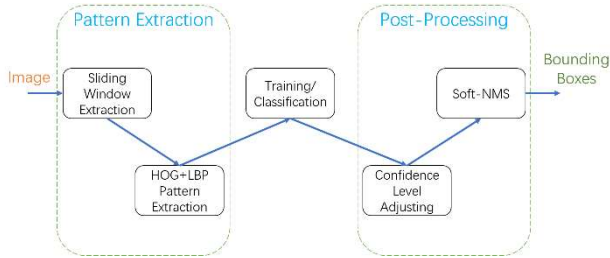 Pattern Extraction
Post-Processing
Image
Sliding
Window
Extraction
HOG+LBP
Pattern
Extraction
Training/
Classification
Confidence
Level
Adjusting
Soft-NMS
Bounding
Boxes